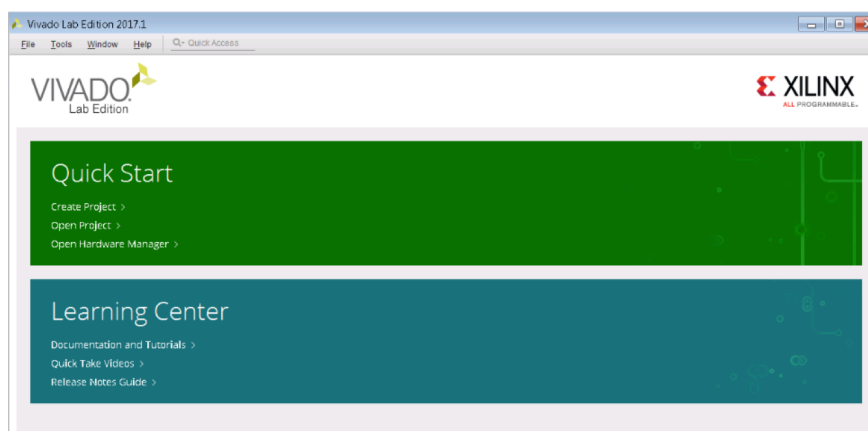 Vivado Lab Edition 2017.1
File Tools Window Help Quick Access
VIVADO.
Lab Edition
XILINX
ALL PROGRAMMABLE™
Quick Start
Create Project >
Open Project >
Open Hardware Manager >
Learning Center
Documentation and Tutorials >
Quick Take Videos >
Release Notes Guide >